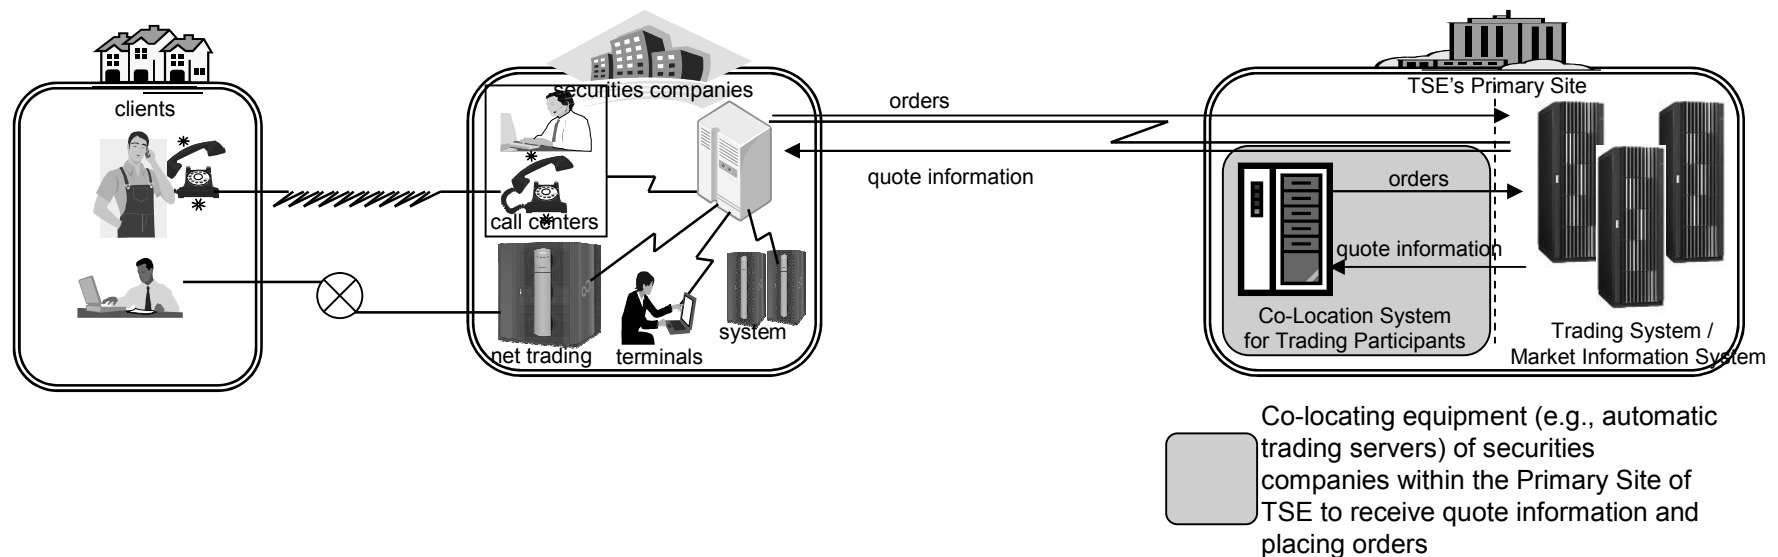 clients
securities companies
call centers
net trading
terminals
system
orders
quote information
TSE's Primary Site
orders
quote information
Co-Location System
for Trading Participants
Trading System /
Market Information System
Co-locating equipment (e.g., automatic
trading servers) of securities
companies within the Primary Site of
TSE to receive quote information and
placing orders